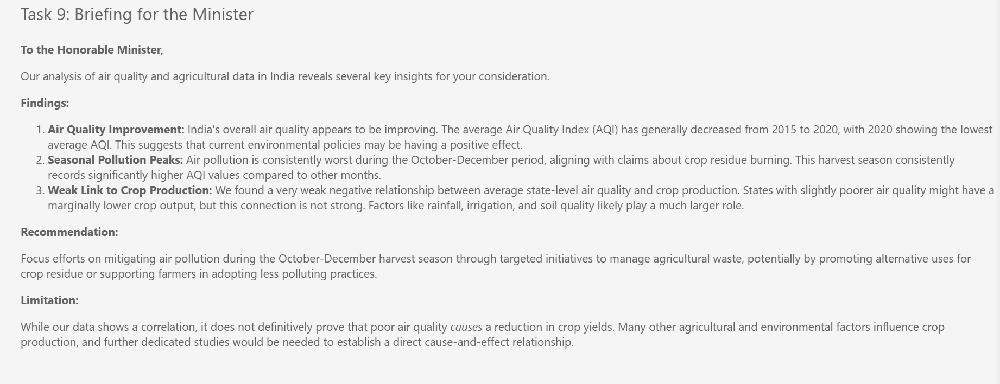 Task 9: Briefing for the Minister
To the Honorable Minister,
Our analysis of air quality and agricultural data in India reveals several key insights for your consideration.
Findings:
1. Air Quality Improvement: India's overall air quality appears to be improving. The average Air Quality Index (AQI) has generally decreased from 2015 to 2020, with 2020 showing the lowest
average AQI. This suggests that current environmental policies may be having a positive effect.
2. Seasonal Pollution Peaks: Air pollution is consistently worst during the October-December period, aligning with claims about crop residue burning. This harvest season consistently
records significantly higher AQI values compared to other months.
3. Weak Link to Crop Production: We found a very weak negative relationship between average state-level air quality and crop production. States with slightly poorer air quality might have a
marginally lower crop output, but this connection is not strong. Factors like rainfall, irrigation, and soil quality likely play a much larger role.
Recommendation:
Focus efforts on mitigating air pollution during the October-December harvest season through targeted initiatives to manage agricultural waste, potentially by promoting alternative uses for
crop residue or supporting farmers in adopting less polluting practices.
Limitation:
While our data shows a correlation, it does not definitively prove that poor air quality causes a reduction in crop yields. Many other agricultural and environmental factors influence crop
production, and further dedicated studies would be needed to establish a direct cause-and-effect relationship.